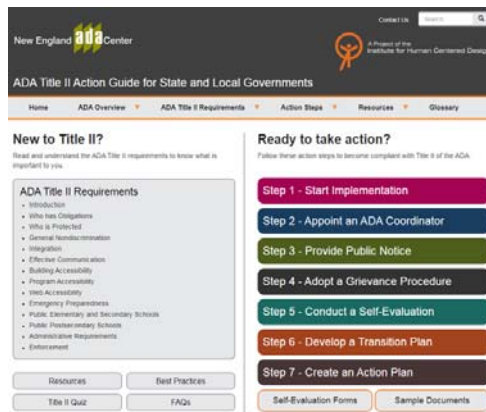 Contact Us
Search
New England ada Center
A Project of the
Institute for Human Centered Design
ADA Title II Action Guide for State and Local Governments
Home
ADA Overview
ADA Title II Requirements
Action Steps
Resources
Glossary
New to Title II?
Read and understand the ADA Title II requirements to know what is
important to you.
ADA Title II Requirements
Introduction
Who has Obligations
Who is Protected
General Nondiscrimination
Integration
Effective Communication
Building Accessibility
Program Accessibility
Web Accessibility
Emergency Preparedness
Public Elementary and Secondary Schools
Public Postsecondary Schools
Administrative Requirements
Enforcement
Resources
Best Practices
Title II Quiz
FAQs
Ready to take action?
Follow these action steps to become compliant with Title II of the ADA.
Step 1 - Start Implementation
Step 2 - Appoint an ADA Coordinator
Step 3 - Provide Public Notice
Step 4 - Adopt a Grievance Procedure
Step 5 - Conduct a Self-Evaluation
Step 6 - Develop a Transition Plan
Step 7 - Create an Action Plan
Self-Evaluation Forms
Sample Documents